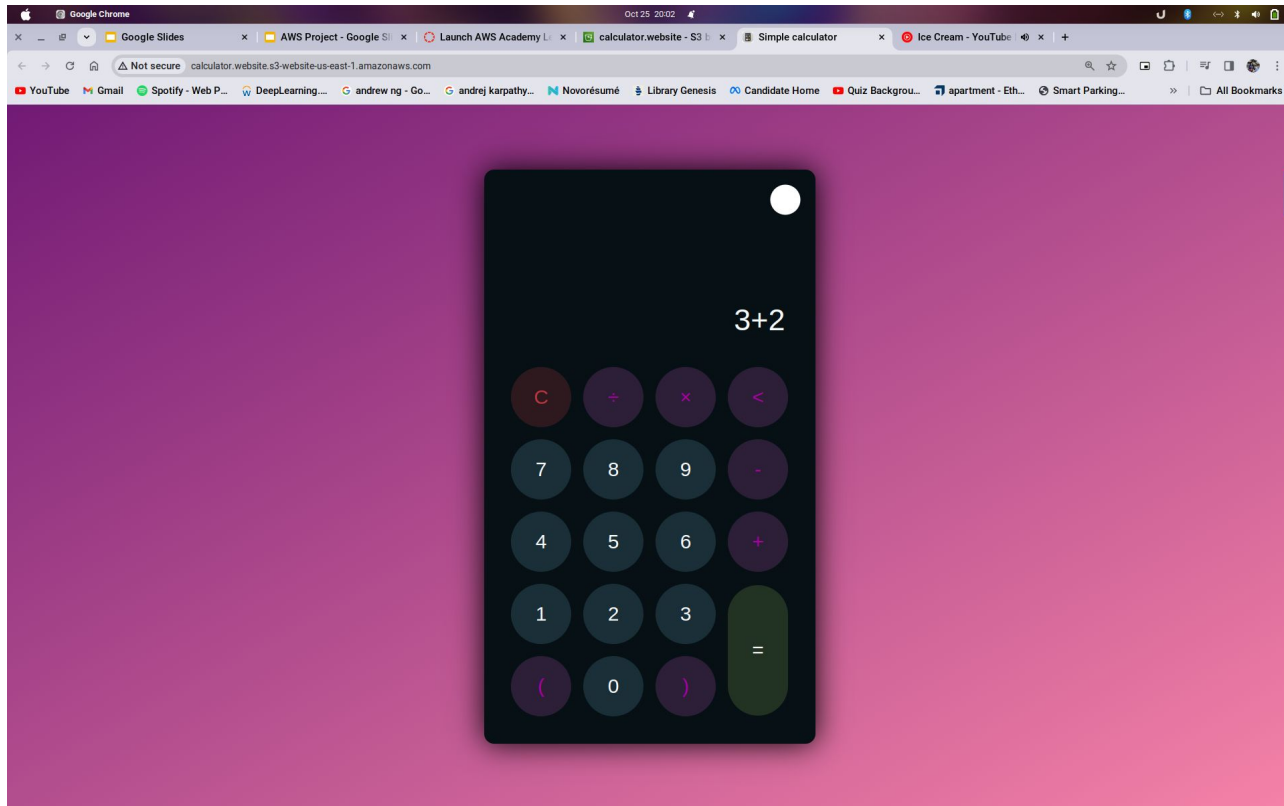 Google Chrome Oct 25 20:02
Google Slides AWS Project - Google Sl Launch AWS Academy Le calculator.website - S3 b Simple calculator Ice Cream - YouTube
Not secure calculator.website.s3-website-us-east-1.amazonaws.com
YouTube Gmail Spotify - Web P... DeepLearning.... andrew ng - Go... andrej karpathy... Novorésumé Library Genesis Candidate Home Quiz Backgrou... apartment - Eth... Smart Parking... » All Bookmarks
3+2
C ÷ × <
7 8 9 -
4 5 6 +
1 2 3
=
( 0 )